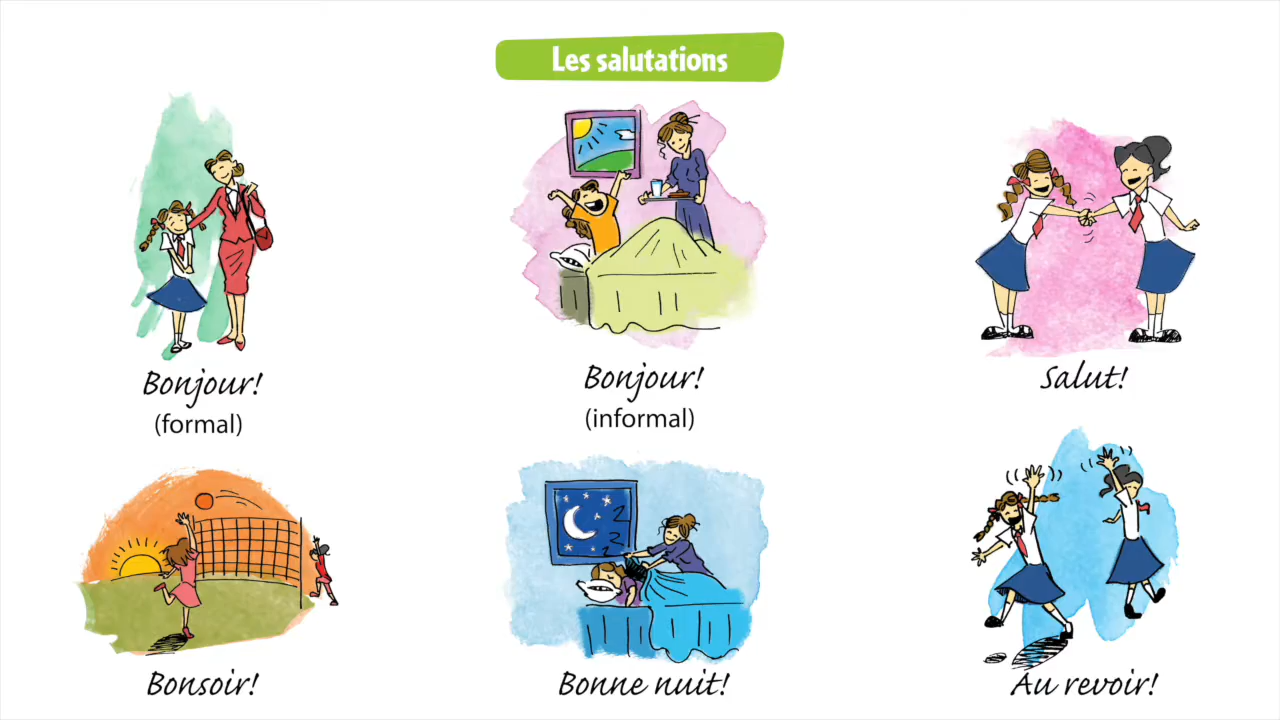 Les salutations
Bonjour!
(formal)
Bonjour!
(informal)
Salut!
Bonsoir!
Z
Z
Z
Bonne nuit!
Au revoir!